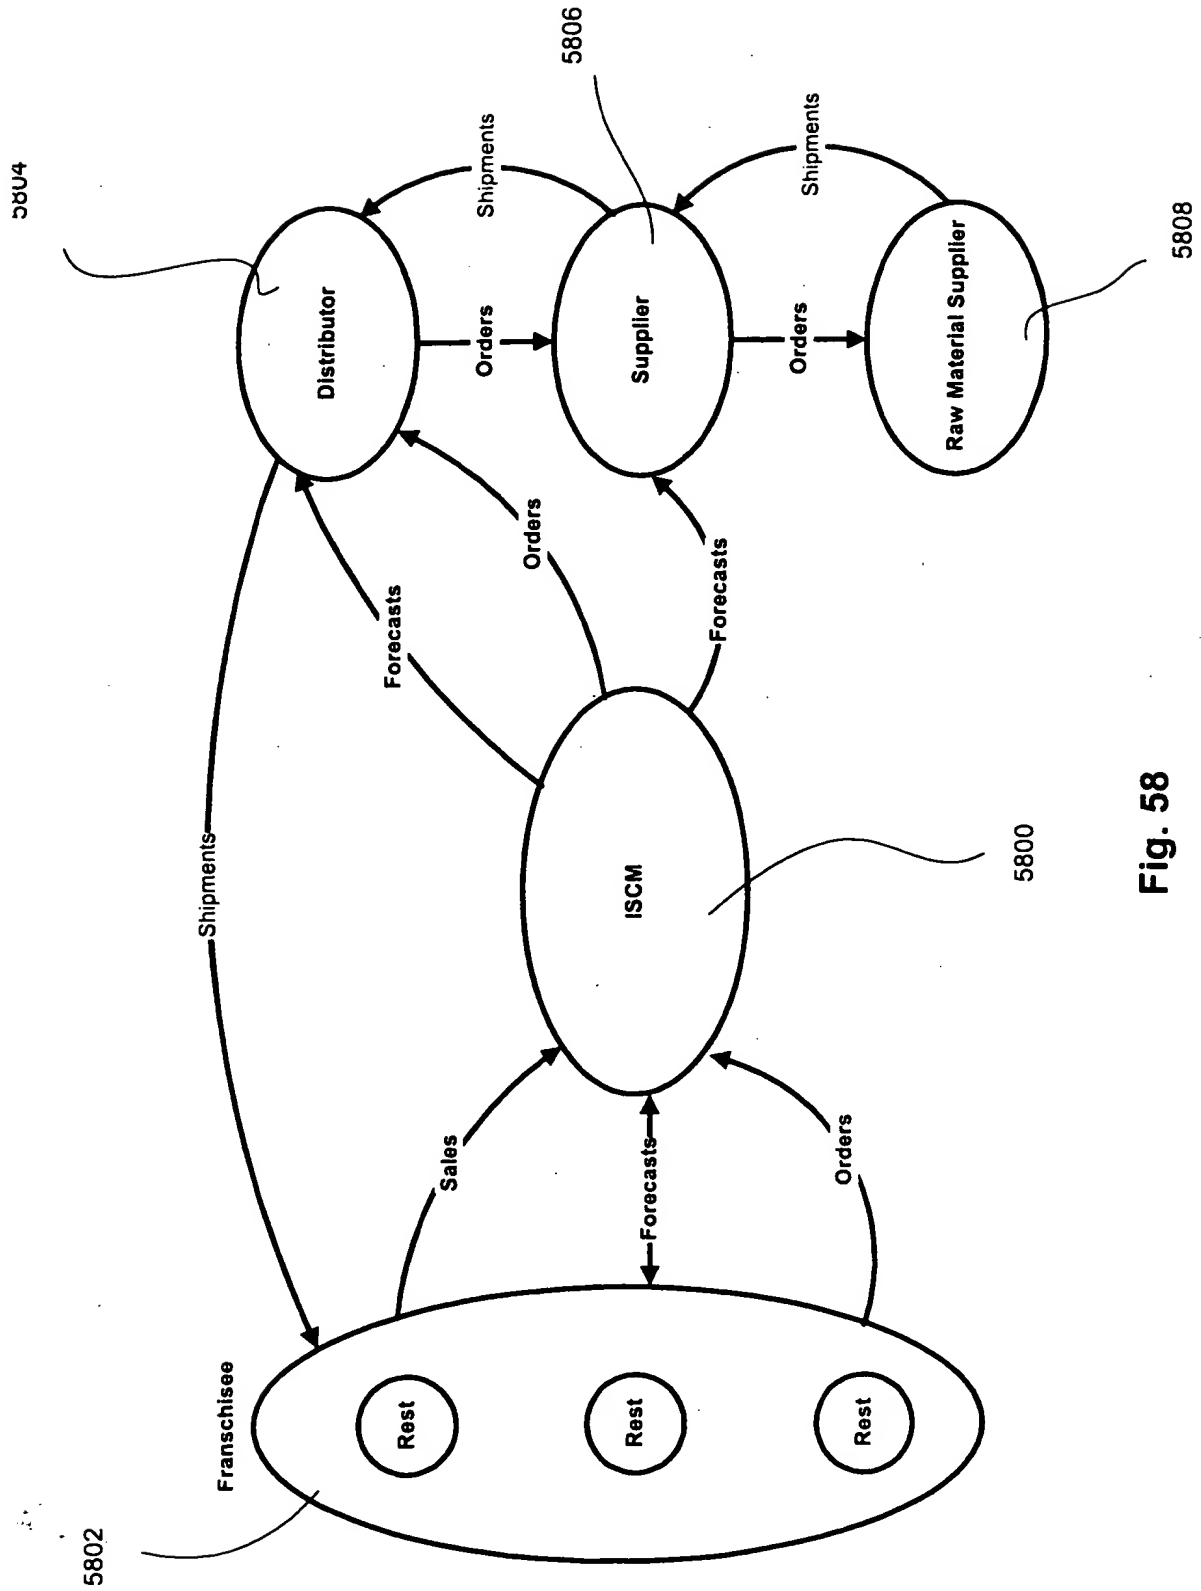 5802
Franschisee
Rest
Rest
Rest
Shipments
Sales
Forecasts
Orders
ISCM
5800
Forecasts
Orders
Forecasts
5804
Distributor
Orders
Shipments
5806
Supplier
Orders
Shipments
Raw Material Supplier
5808
Fig. 58